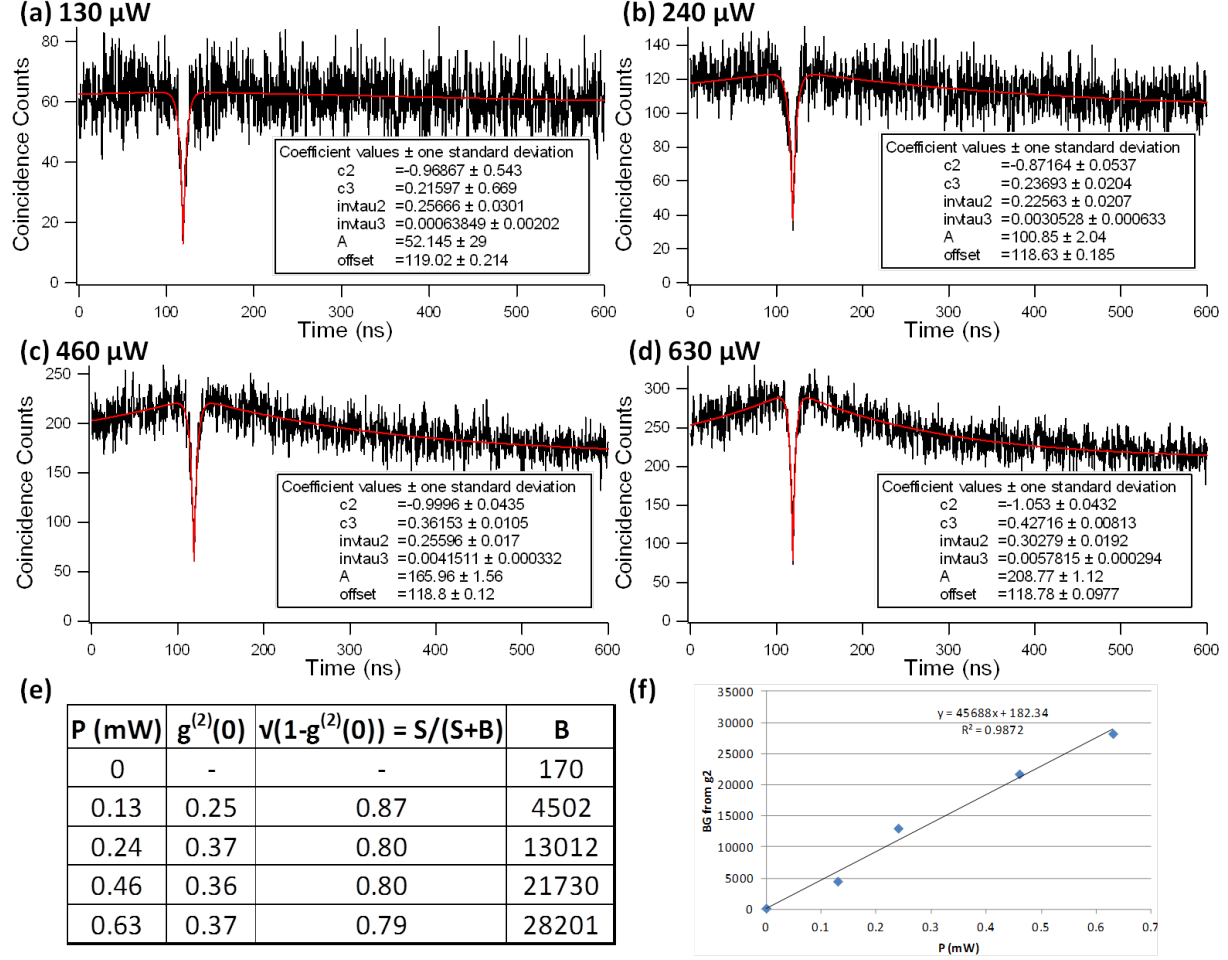 (a) 130 µW
Coincidence Counts
80
60
40
20
0
Coefficient values ± one standard deviation
c2 =-0.96867 ± 0.543
c3 =0.21597 ± 0.669
invtau2 =0.25666 ± 0.0301
invtau3 =0.00063849 ± 0.00202
A =52.145 ± 29
offset =119.02 ± 0.214
0 100 200 300 400 500 600
Time (ns)
(b) 240 µW
Coincidence Counts
140
120
100
80
60
40
20
0
Coefficient values ± one standard deviation
c2 =-0.87164 ± 0.0537
c3 =0.23693 ± 0.0204
invtau2 =0.22563 ± 0.0207
invtau3 =0.0030528 ± 0.000633
A =100.85 ± 2.04
offset =118.63 ± 0.185
0 100 200 300 400 500 600
Time (ns)
(c) 460 µW
Coincidence Counts
250
200
150
100
50
0
Coefficient values ± one standard deviation
c2 =-0.9996 ± 0.0435
c3 =0.36153 ± 0.0105
invtau2 =0.25596 ± 0.017
invtau3 =0.0041511 ± 0.000332
A =165.96 ± 1.56
offset =118.8 ± 0.12
0 100 200 300 400 500 600
Time (ns)
(d) 630 µW
Coincidence Counts
300
250
200
150
100
50
0
Coefficient values ± one standard deviation
c2 =-1.053 ± 0.0432
c3 =0.42716 ± 0.00813
invtau2 =0.30279 ± 0.0192
invtau3 =0.0057815 ± 0.000294
A =208.77 ± 1.12
offset =118.78 ± 0.0977
0 100 200 300 400 500 600
Time (ns)
(e)
P (mW) g(2)(0) √(1-g(2)(0)) = S/(S+B) B
0 - - 170
0.13 0.25 0.87 4502
0.24 0.37 0.80 13012
0.46 0.36 0.80 21730
0.63 0.37 0.79 28201
(f)
BG from g2
35000
30000
25000
20000
15000
10000
5000
0
y = 45688x + 182.34
R² = 0.9872
0 0.1 0.2 0.3 0.4 0.5 0.6 0.7
P (mW)